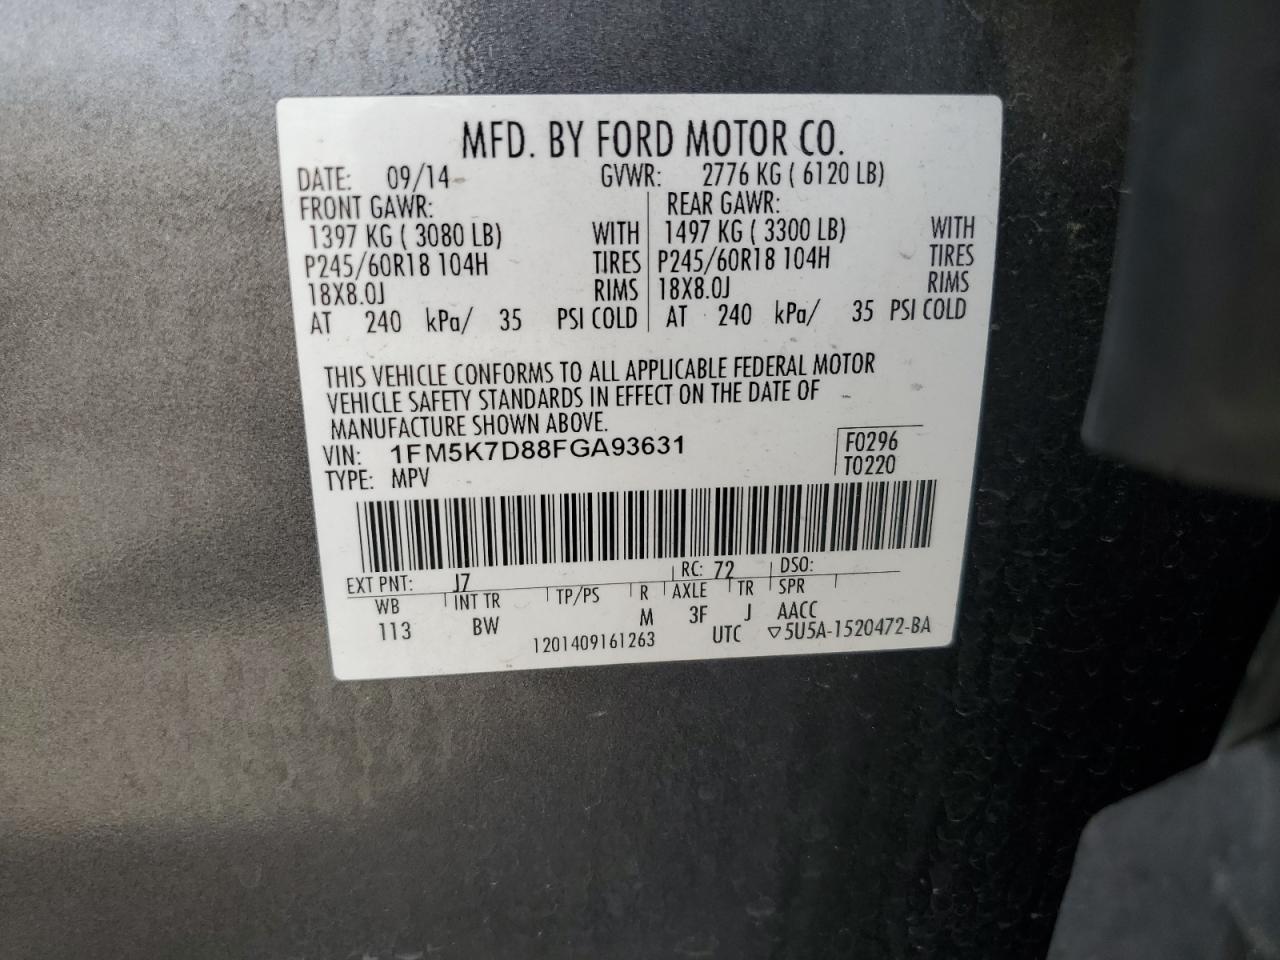 MFD. BY FORD MOTOR CO.
DATE: 09/14 GVWR: 2776 KG ( 6120 LB)
FRONT GAWR: REAR GAWR:
1397 KG ( 3080 LB) WITH 1497 KG ( 3300 LB) WITH
P245/60R18 104H TIRES P245/60R18 104H TIRES
18X8.0J RIMS 18X8.0J RIMS
AT 240 kPa/ 35 PSI COLD AT 240 kPa/ 35 PSI COLD
THIS VEHICLE CONFORMS TO ALL APPLICABLE FEDERAL MOTOR
VEHICLE SAFETY STANDARDS IN EFFECT ON THE DATE OF
MANUFACTURE SHOWN ABOVE.
VIN: 1FM5K7D88FGA93631 F0296
TYPE: MPV T0220
EXT PNT: J7 RC: 72 DSO:
WB INT TR TP/PS R AXLE TR SPR
113 BW M 3F J AACC
1201409161263 UTC ▽5U5A-1520472-BA